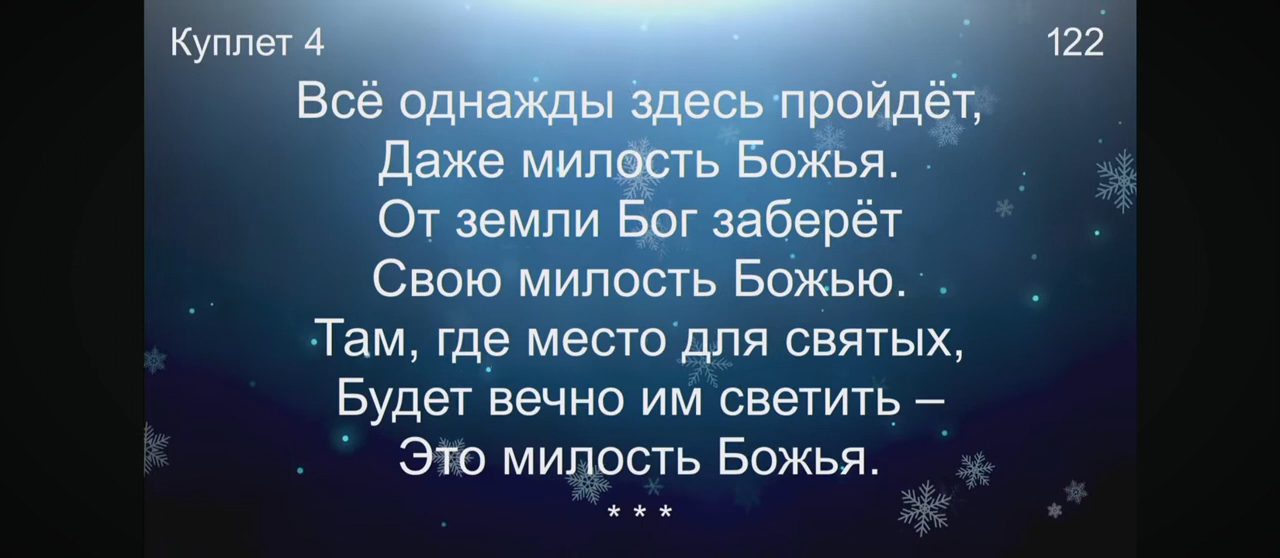 Куплет 4 122
Всё однажды здесь пройдёт,
Даже милость Божья.
От земли Бог заберёт
Свою милость Божью.
Там, где место для святых,
Будет вечно им светить –
Это милость Божья.
* * *